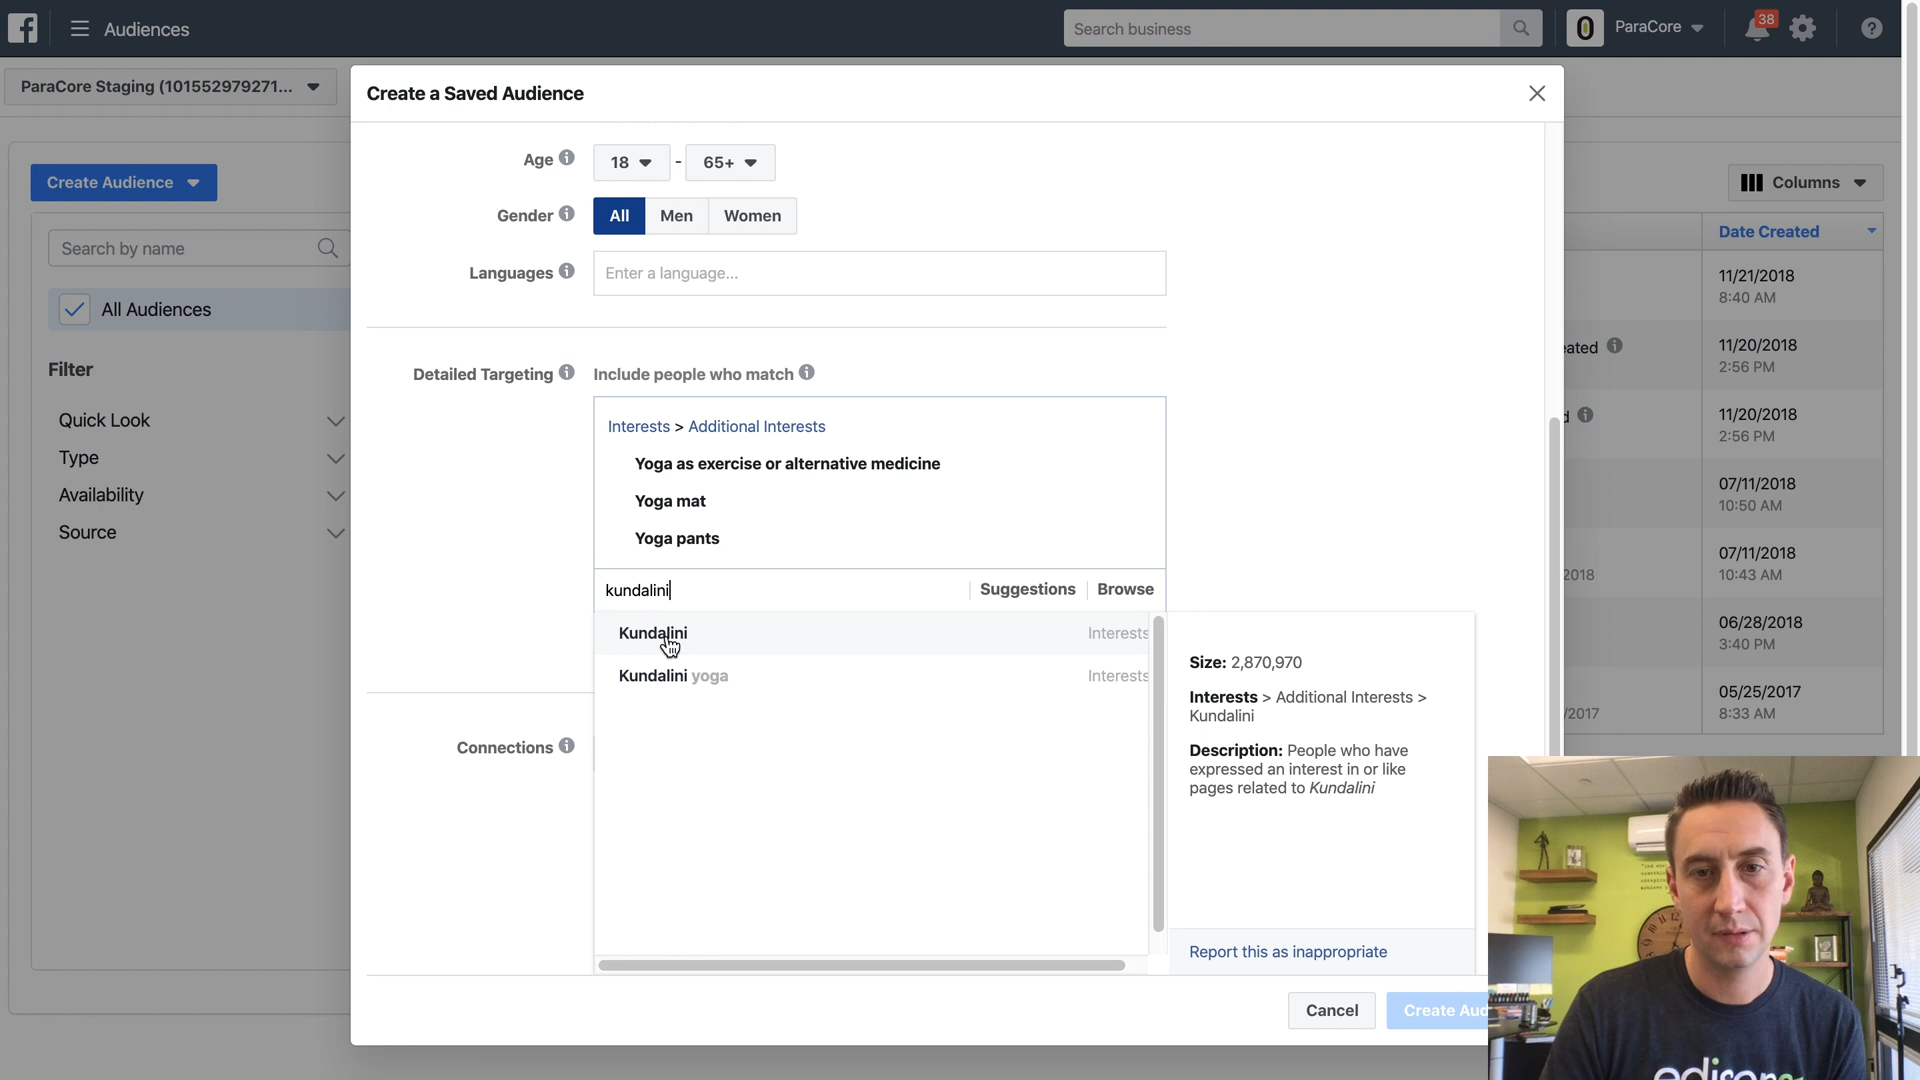 Audiences
Search business
ParaCore
38
ParaCore Staging (101552979271...
Create a Saved Audience
Create Audience
Search by name
All Audiences
Filter
Quick Look
Type
Availability
Source
Age
18
-
65+
Gender
All
Men
Women
Languages
Enter a language...
Detailed Targeting
Include people who match
Interests > Additional Interests
Yoga as exercise or alternative medicine
Yoga mat
Yoga pants
kundalini
Suggestions
Browse
Kundalini
Interests
Kundalini yoga
Interests
Connections
Size: 2,870,970
Interests > Additional Interests >
Kundalini
Description: People who have
expressed an interest in or like
pages related to Kundalini
Report this as inappropriate
Cancel
Create Aud
Columns
Date Created
11/21/2018
8:40 AM
eated
11/20/2018
2:56 PM
d
11/20/2018
2:56 PM
07/11/2018
10:50 AM
07/11/2018
2018
10:43 AM
06/28/2018
3:40 PM
05/25/2017
/2017
8:33 AM